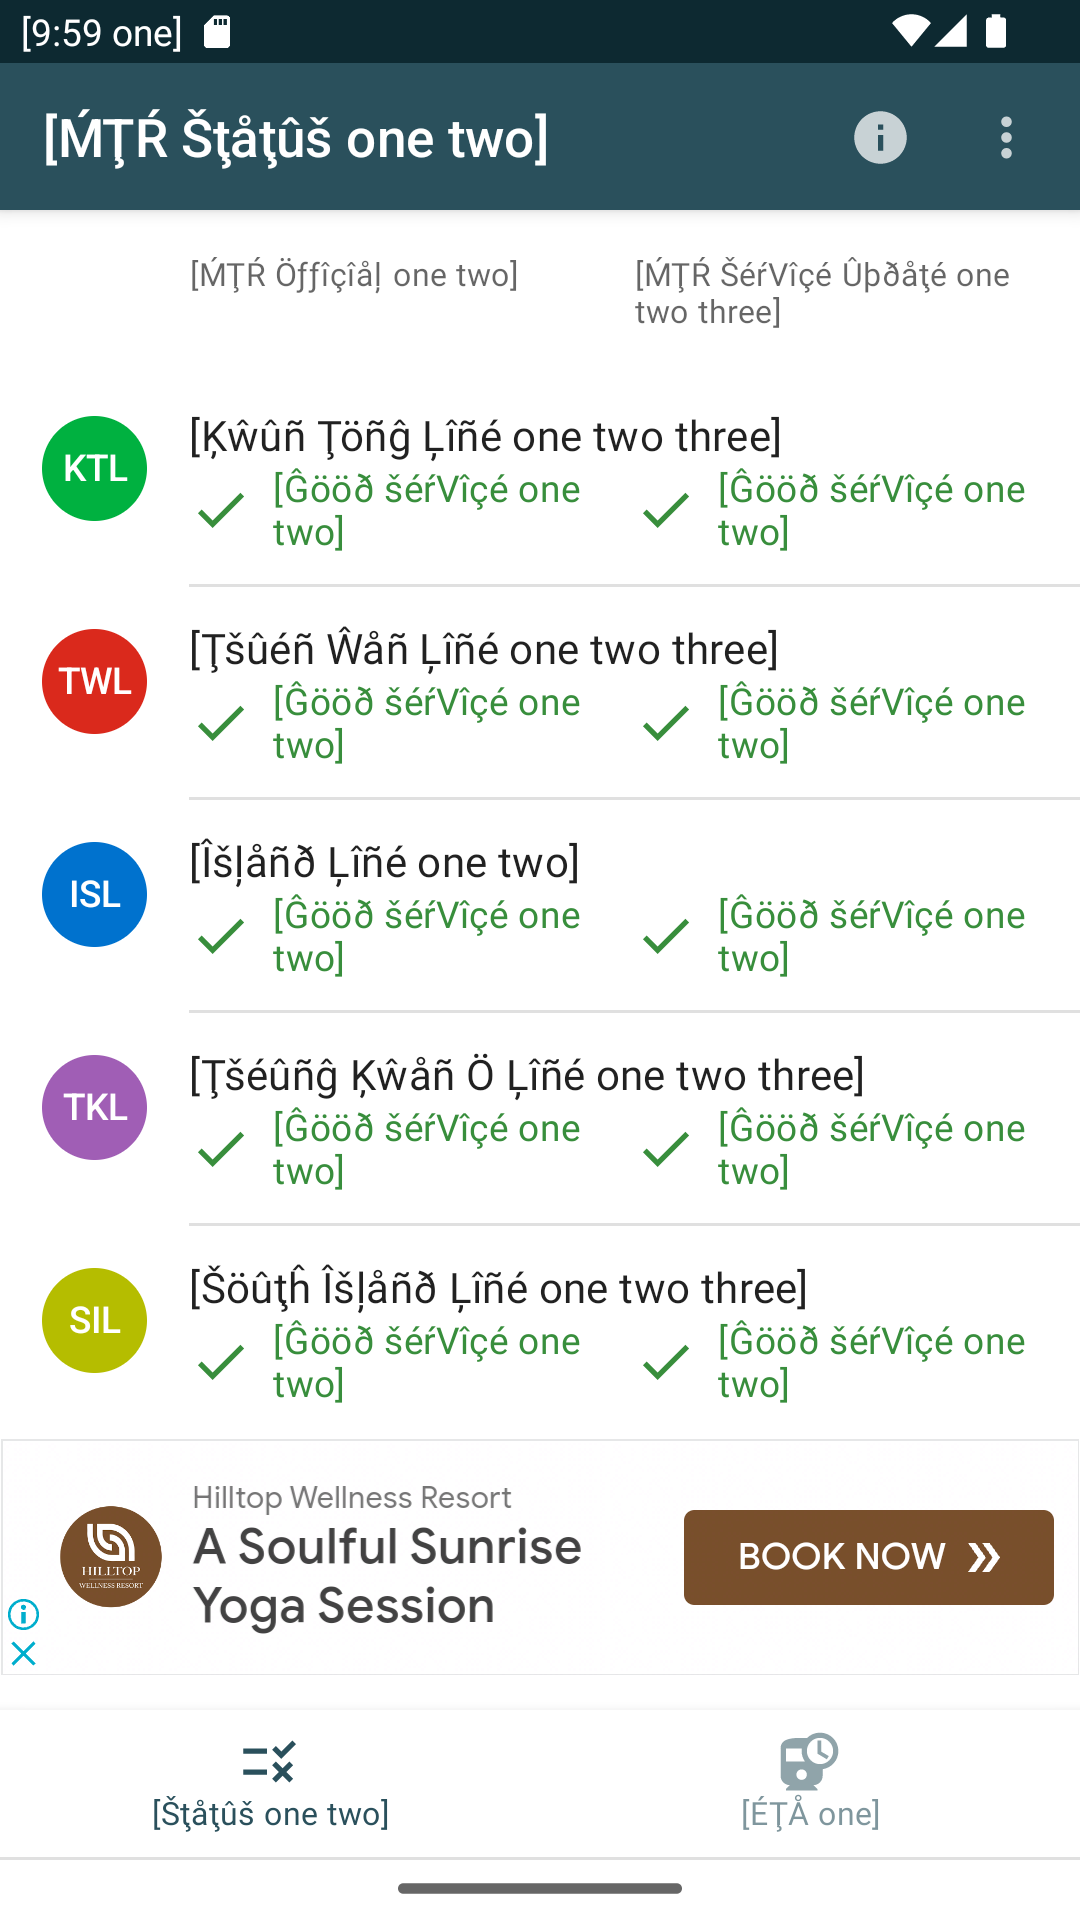 [9:59 one]
[ḾŢŔ Šţåţûš one two]
[ḾŢŔ Öƒƒîçîåļ one two]
[ḾŢŔ ŠéŕVîçé Ûþðåţé one
two three]
KTL
[Ķŵûñ Ţöñĝ Ļîñé one two three]
[Ĝööð šéŕVîçé one
two]
[Ĝööð šéŕVîçé one
two]
TWL
[Ţšûéñ Ŵåñ Ļîñé one two three]
[Ĝööð šéŕVîçé one
two]
[Ĝööð šéŕVîçé one
two]
ISL
[Îšļåñð Ļîñé one two]
[Ĝööð šéŕVîçé one
two]
[Ĝööð šéŕVîçé one
two]
TKL
[Ţšéûñĝ Ķŵåñ Ö Ļîñé one two three]
[Ĝööð šéŕVîçé one
two]
[Ĝööð šéŕVîçé one
two]
SIL
[Šöûţĥ Îšļåñð Ļîñé one two three]
[Ĝööð šéŕVîçé one
two]
[Ĝööð šéŕVîçé one
two]
HILLTOP
WELLNESS RESORT
Hilltop Wellness Resort
A Soulful Sunrise
Yoga Session
BOOK NOW
[Šţåţûš one two]
[ÉŢÅ one]